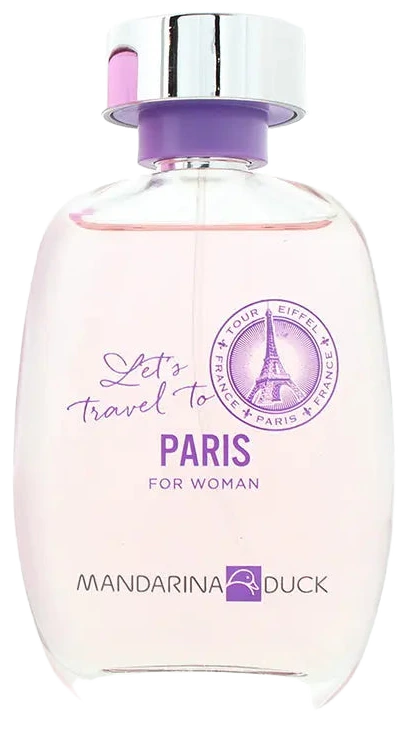 Let's
travel to
TOUR EIFFEL
FRANCE PARIS FRANCE
PARIS
FOR WOMAN
MANDARINA DUCK